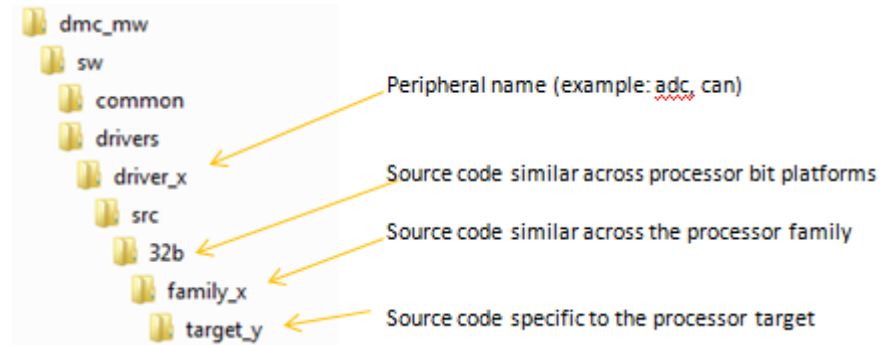 dmc_mw
sw
common
Peripheral name (example: adc, can)
drivers
driver_x
Source code similar across processor bit platforms
src
Source code similar across the processor family
32b
family_x
target_y
Source code specific to the processor target